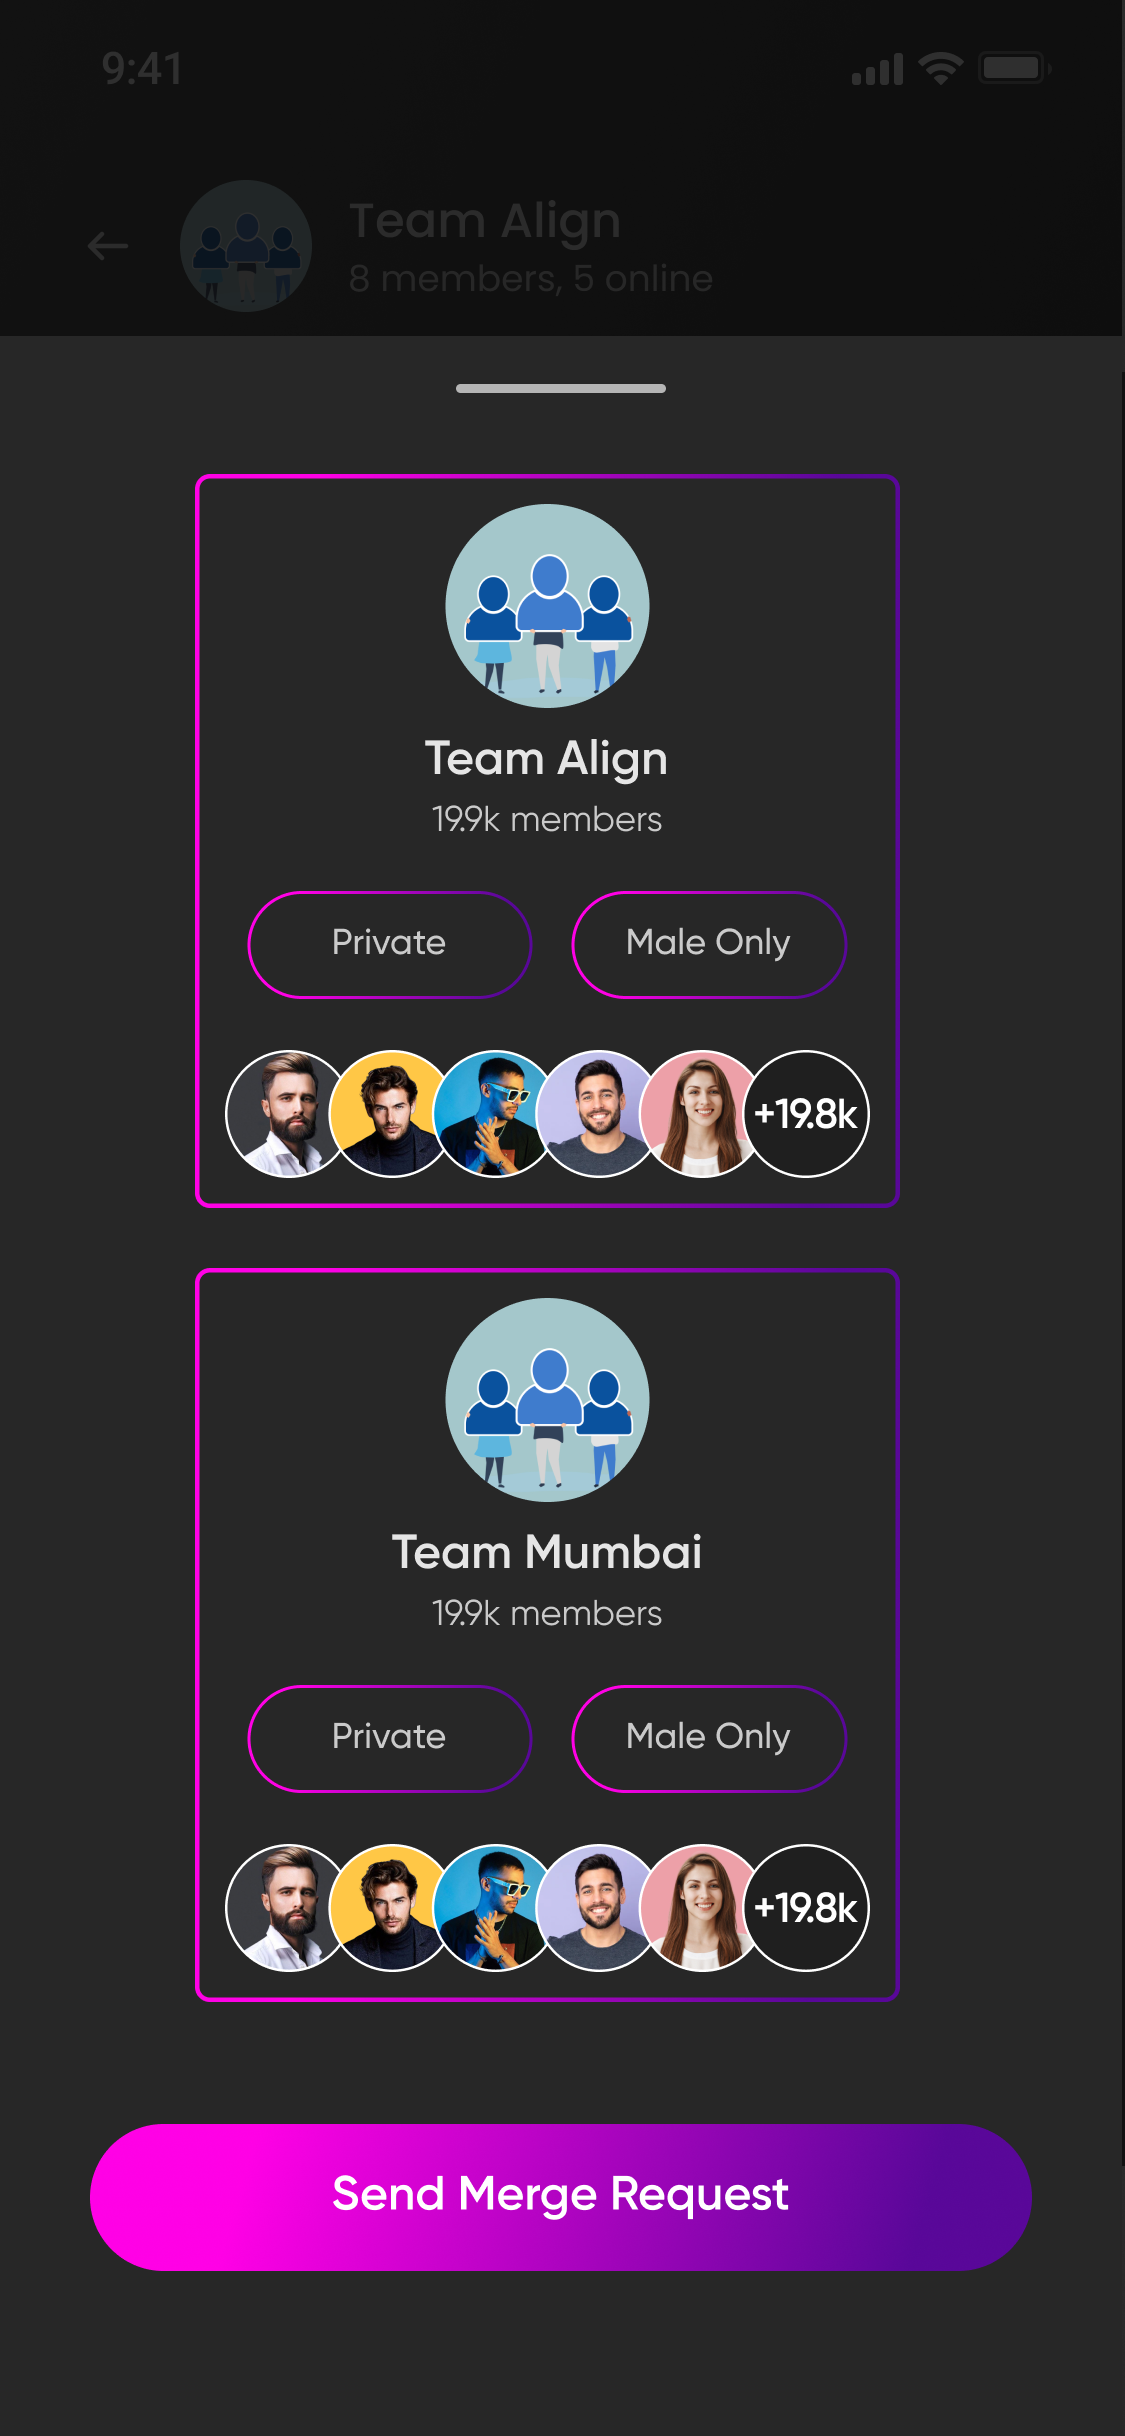 9:41
Team Align
8 members, 5 online
Team Align
19.9k members
Private
Male Only
+19.8k
Team Mumbai
19.9k members
Private
Male Only
+19.8k
Send Merge Request